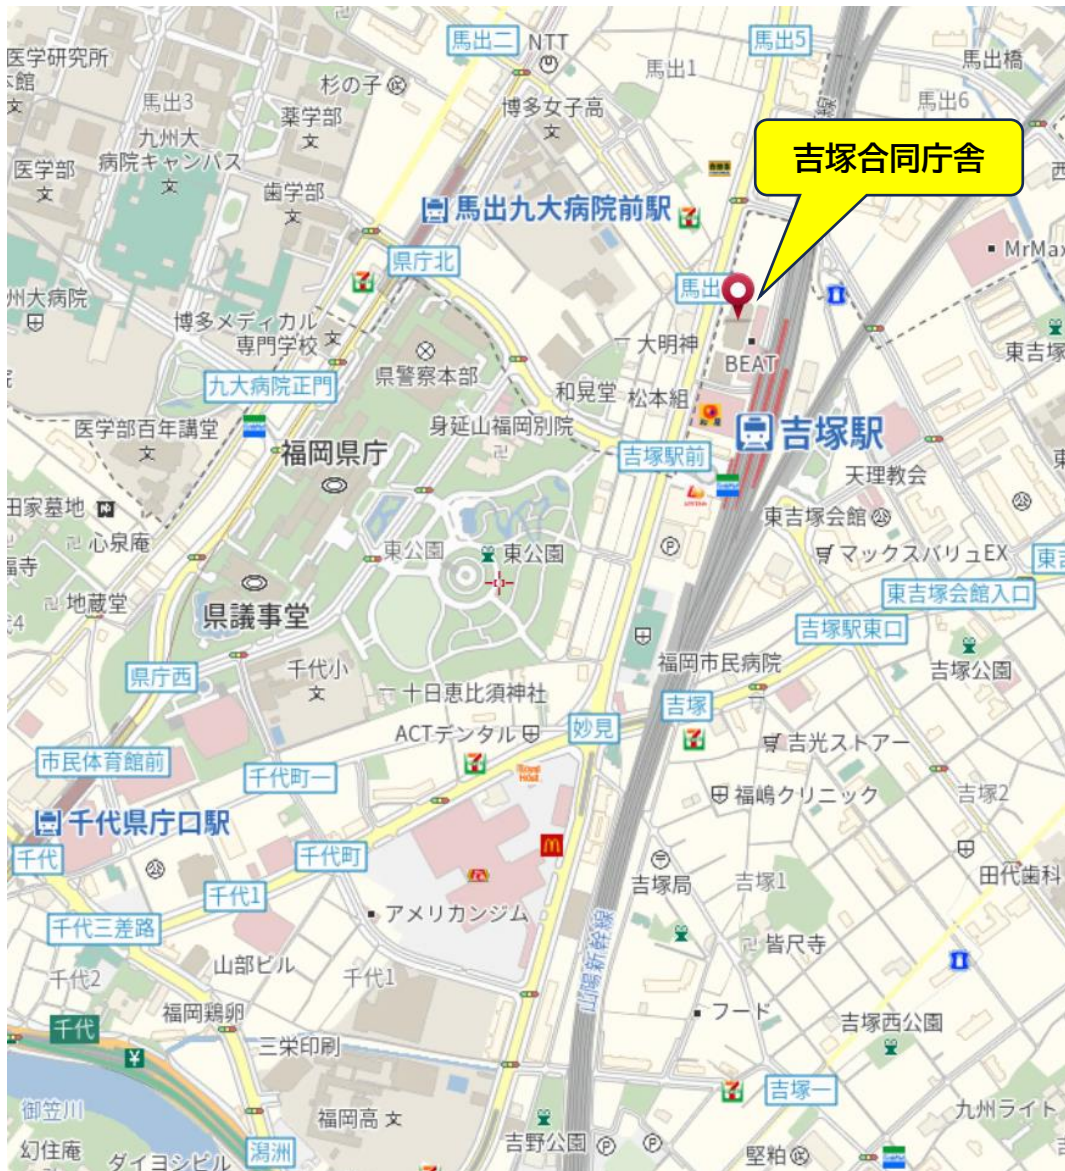 馬出二
NTT
馬出5
医学研究所
馬出橋
杉の子
馬出1
馬出3
博多女子高
馬出6
薬学部
九州大
病院キャンパス
医学部
吉塚合同庁舎
歯学部
馬出九大病院前駅
県庁北
MrMax
馬出
州大病院
博多メディカル
専門学校
大明神
東吉塚
BEAT
県警察本部
九大病院正門
和晃堂
松本組
身延山福岡別院
医学部百年講堂
吉塚駅
福岡県庁
吉塚駅前
天理教会
田家墓地
東吉塚会館
心泉庵
東公園
東公園
マックスバリュEX
地蔵堂
東吉塚会館入口
県議事堂
吉塚駅東口
千代小
福岡市民病院
吉塚公園
県庁西
十日恵比須神社
吉塚
ACTデンタル
妙見
吉光ストアー
市民体育館前
千代町一
福嶋クリニック
吉塚2
千代県庁口駅
千代
千代町
吉塚局
吉塚1
田代歯科
千代1
アメリカンジム
千代三差路
皆尺寺
山陽新幹線
山部ビル
千代2
千代1
福岡鶏卵
フード
吉塚西公園
千代
三栄印刷
吉塚一
御笠川
福岡高
九州ライト
吉野公園
幻住庵
潟洲
ダイヨシビル
堅粕